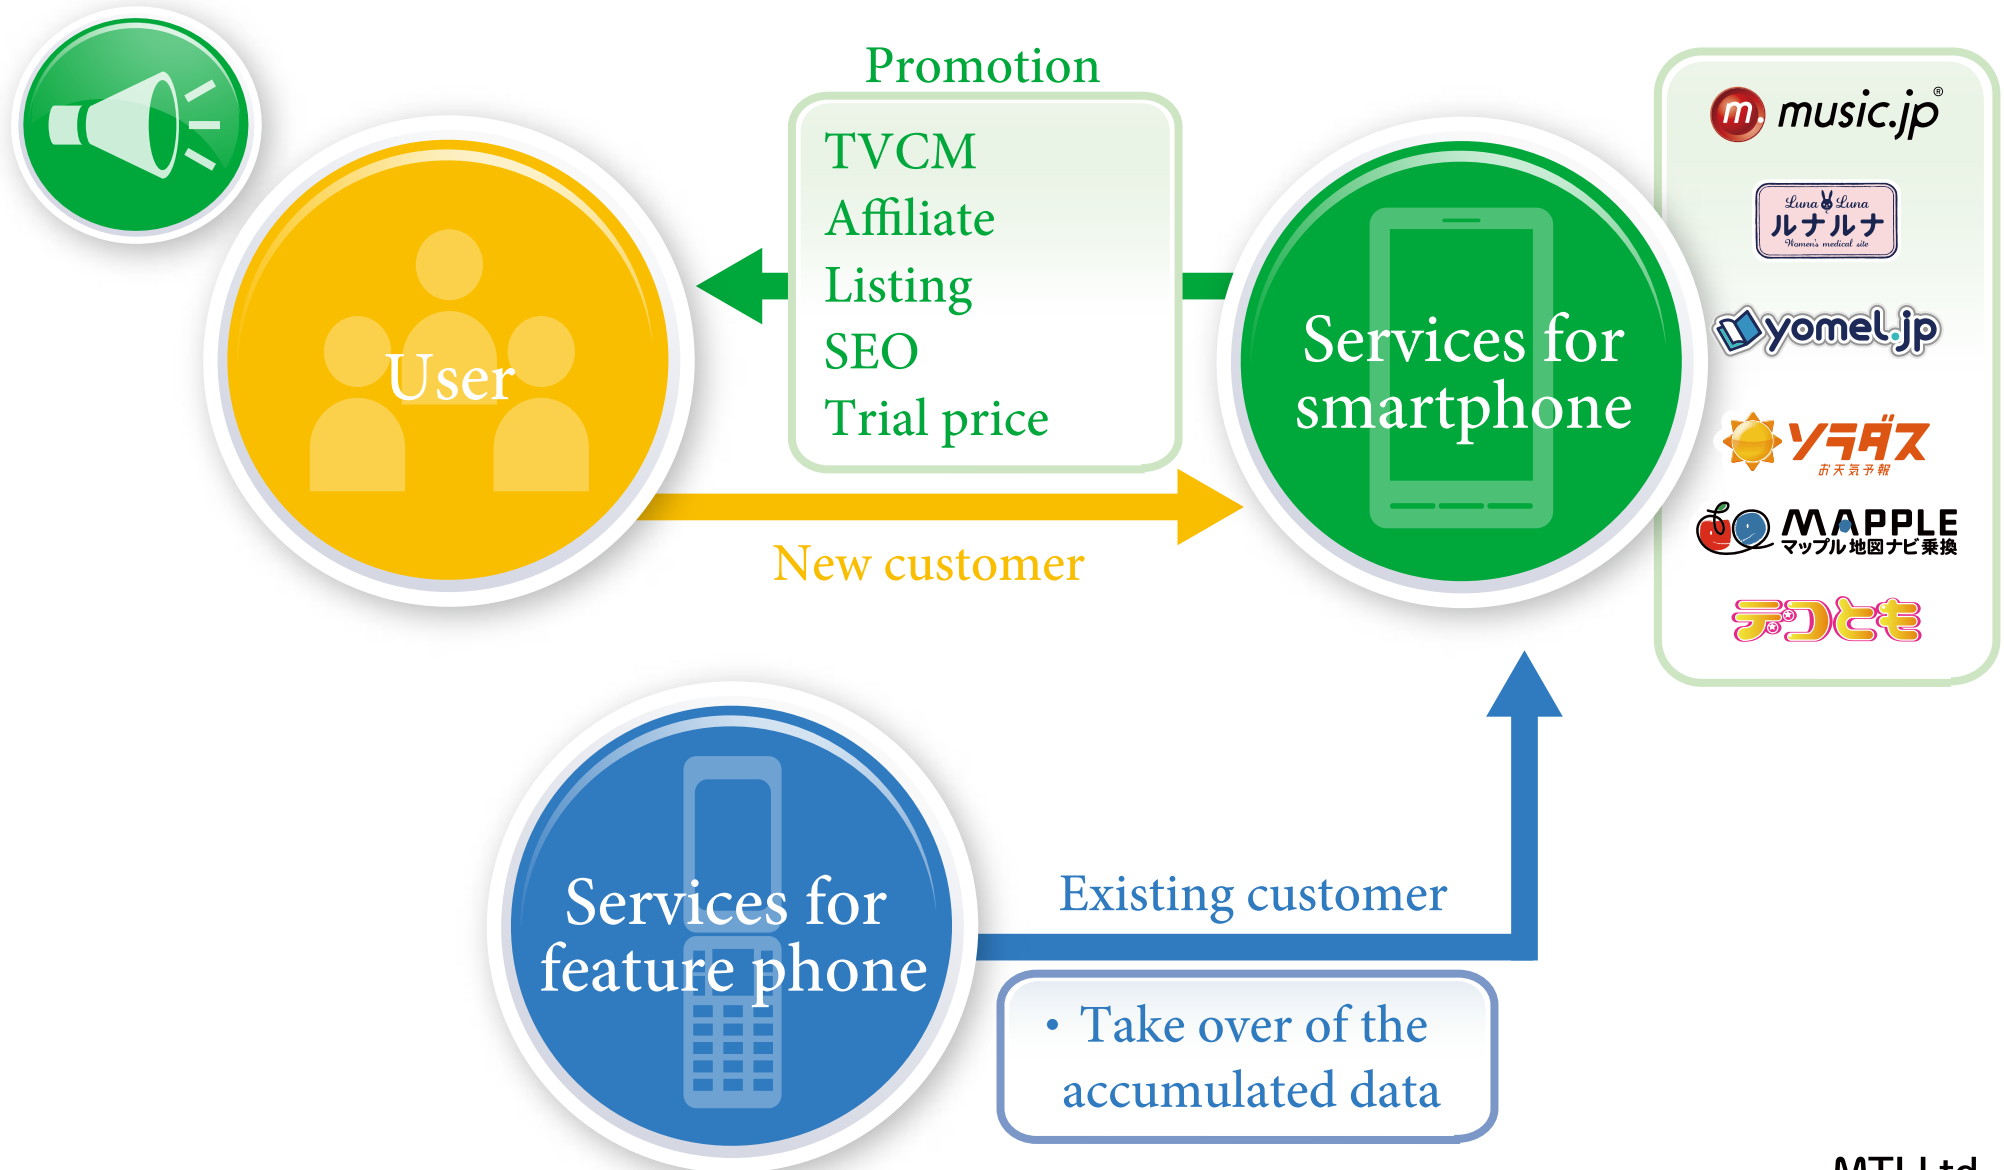 Promotion
TVCM
Affiliate
Listing
SEO
Trial price
User
New customer
Services for
smartphone
m.
music.jp®
Luna Luna
ルナルナ
Women's medical site
yomel.jp
ソラダス
お天気予報
MAPPLE
マップル地図ナビ乗換
デコとも
Services for
feature phone
Existing customer
• Take over of the
accumulated data
MTI Ltd